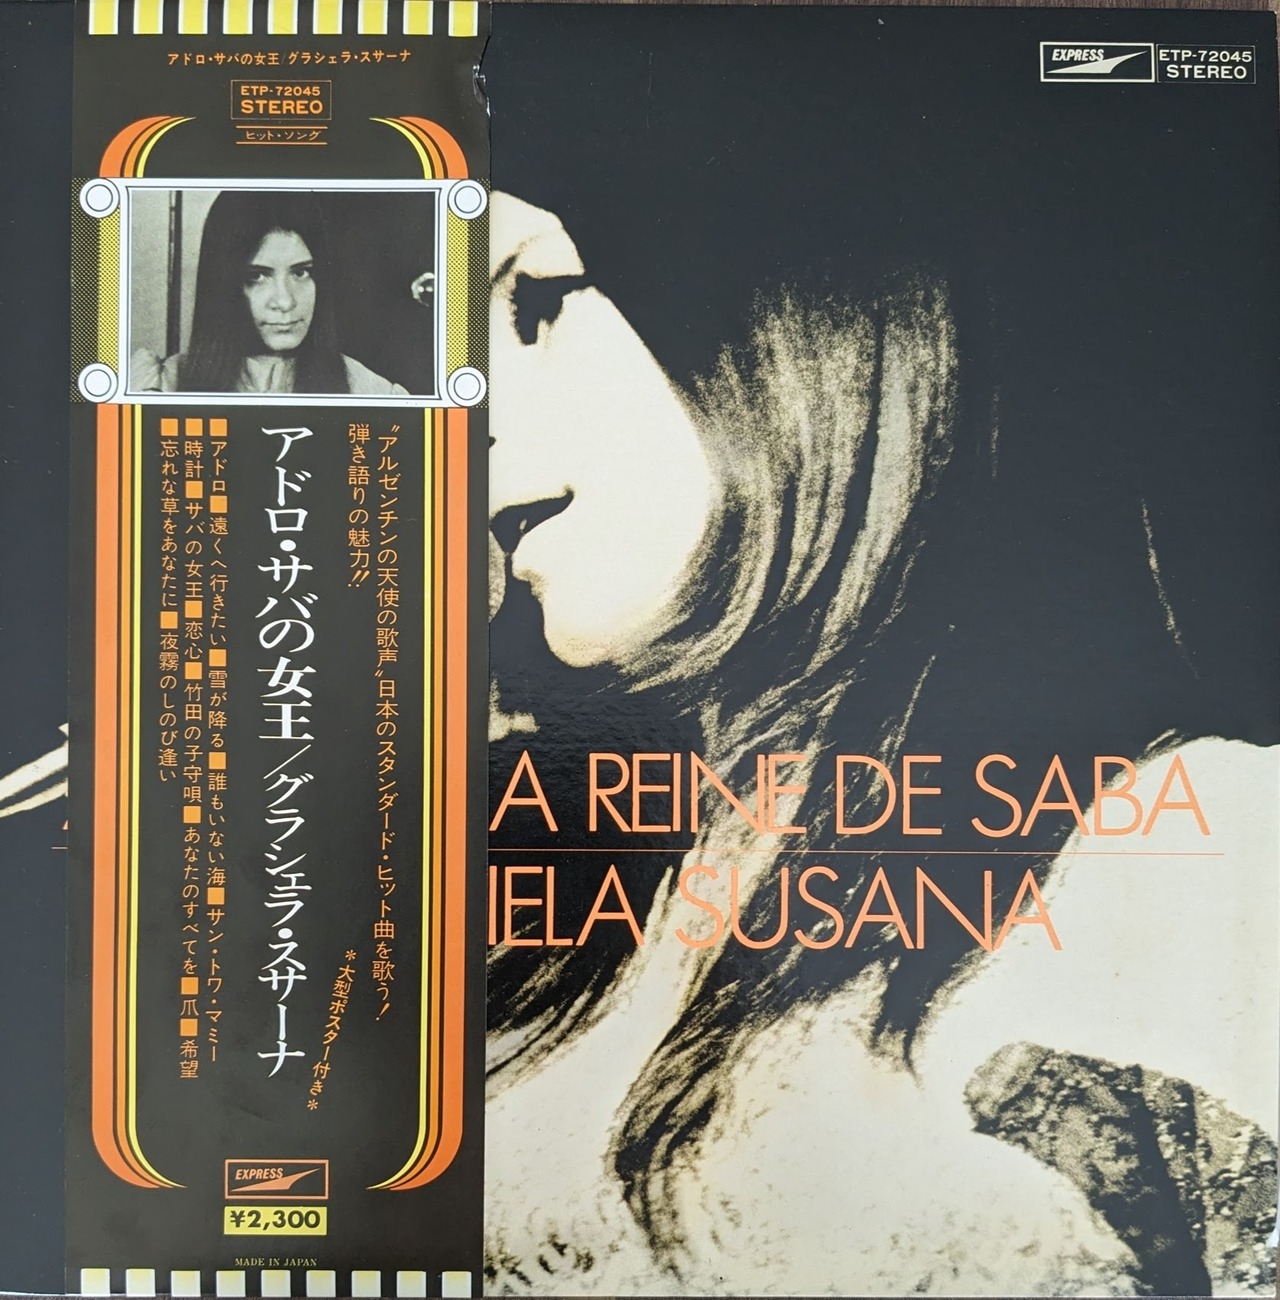 アドロ・サバの女王/グラシェラ・スサーナ
ETP-72045
STEREO
ヒット・ソング
“アルゼンチンの天使の歌声”日本のスタンダード・ヒット曲を歌う!
弾き語りの魅力!!
*大型ポスター付き*
アドロ・サバの女王/グラシェラ・スサーナ
■アドロ■遠くへ行きたい■雪が降る■誰もいない海■サン・トワ・マミー
■時計■サバの女王■恋心■竹田の子守唄■あなたのすべてを■爪■希望
■忘れな草をあなたに■夜霧のしのび逢い
EXPRESS
¥2,300
MADE IN JAPAN
EXPRESS
ETP-72045
STEREO
A REINE DE SABA
IELA SUSANA